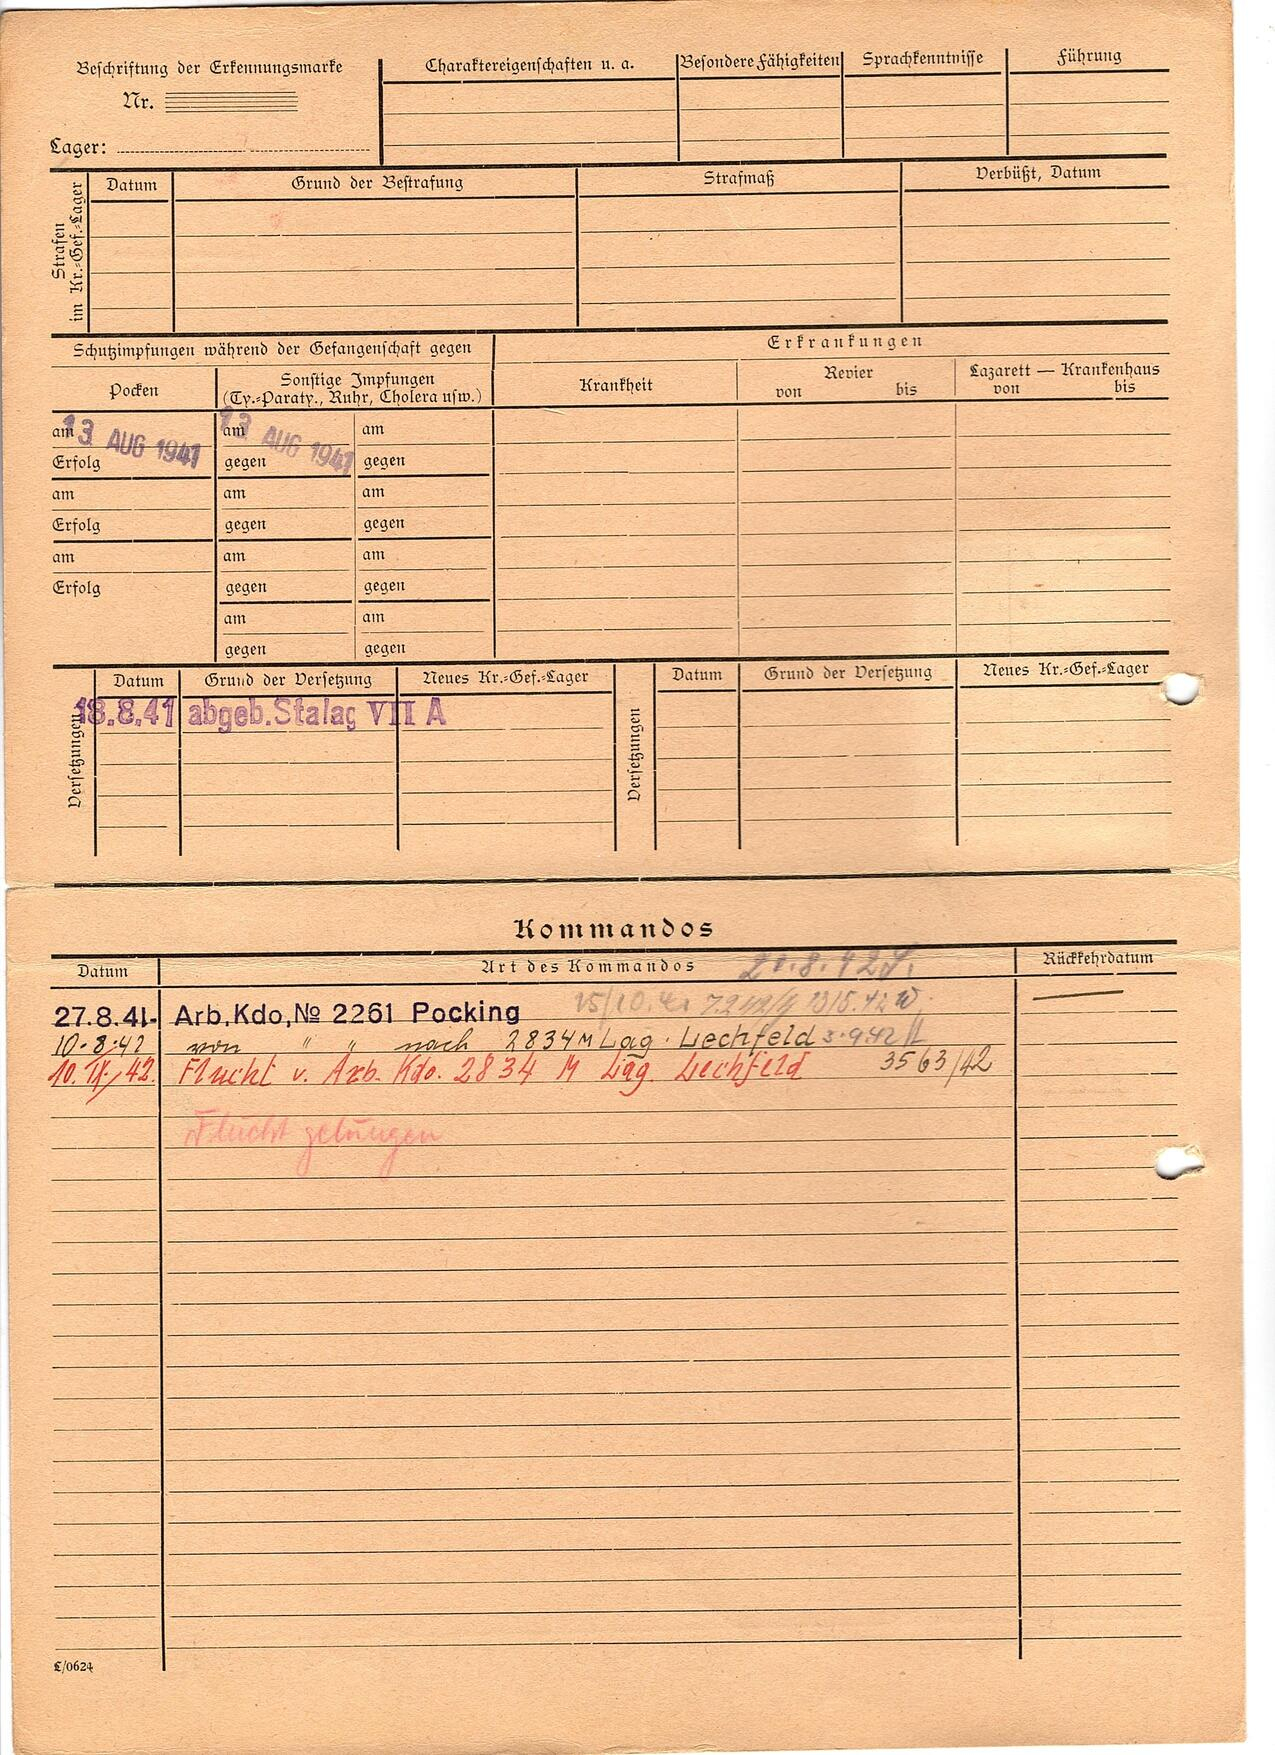 Beschriftung der Erkennungsmarke
Nr.
Lager:
Charaktereigenschaften u. a.
Besondere Fähigkeiten
Sprachkenntnisse
Führung
Strafen
im Kr.-Gef.-Lager
Datum
Grund der Bestrafung
Strafmaß
Verbüßt, Datum
Schutzimpfungen während der Gefangenschaft gegen
Erkrankungen
Pocken
Sonstige Impfungen
(Ty.-Paraty., Ruhr, Cholera usw.)
Krankheit
Revier
von bis
Lazarett — Krankenhaus
von bis
am 13. AUG 1941 am 13. AUG 1941 am
Erfolg gegen gegen
am am am
Erfolg gegen gegen
am am am
Erfolg gegen gegen
am am
gegen gegen
Versetzungen
Datum Grund der Versetzung Neues Kr.-Gef.-Lager
18.8.41 abgeb. Stalag VII A
Versetzungen
Datum Grund der Versetzung Neues Kr.-Gef.-Lager
Kommandos
Datum Art des Kommandos Rückkehrdatum
27.8.41- Arb.Kdo,№ 2261 Pocking
10.8.42 von " " nach 2834 M Lag. Lechfeld 3.9.42
10. IX. 42. Flucht v. Arb. Kdo. 2834 M Lag. Lechfeld 3563/42
Flucht gelungen
L/0624